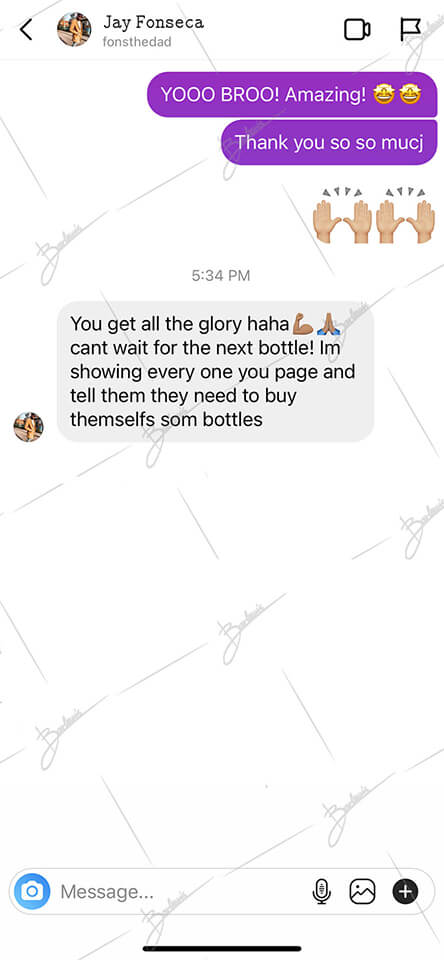 Jay Fonseca
fonsthedad
YOOO BROO! Amazing! 🤩🤩
Thank you so so mucj
🙌🏼🙌🏼
5:34 PM
You get all the glory haha💪🏽🙏🏽
cant wait for the next bottle! Im
showing every one you page and
tell them they need to buy
themselfs som bottles
Message...